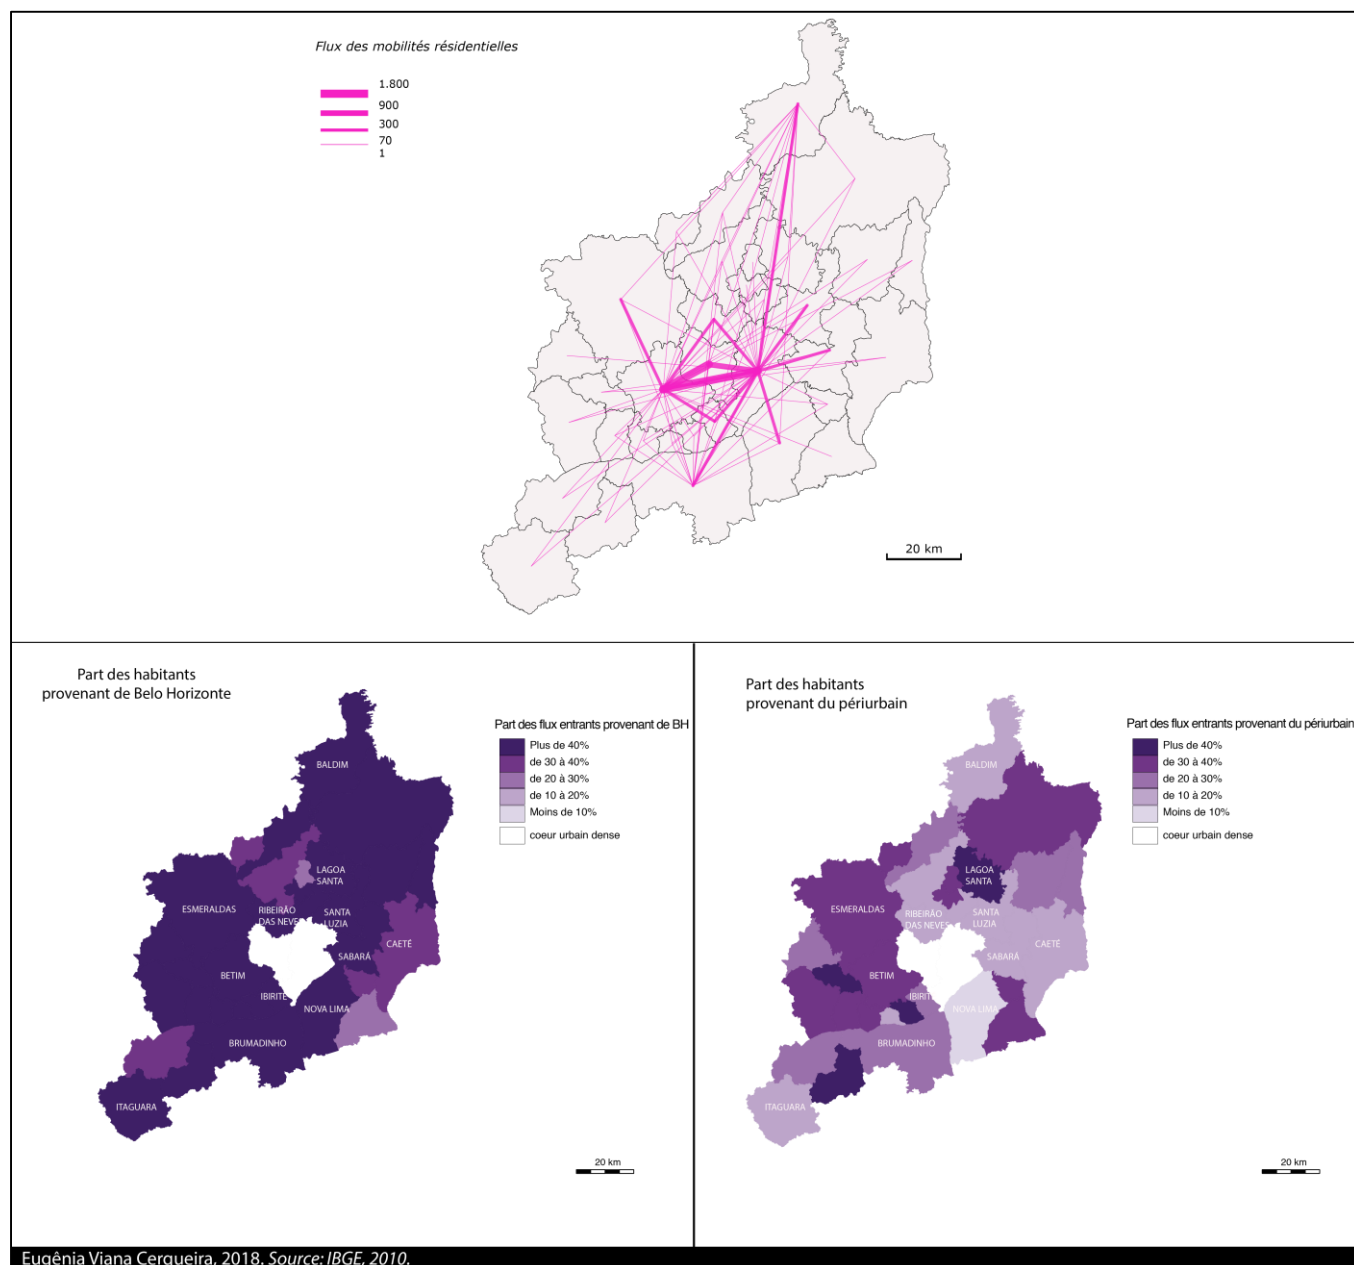 Flux des mobilités résidentielles
1.800
900
300
70
1
20 km
Part des habitants
provenant de Belo Horizonte
Part des flux entrants provenant de BH
Plus de 40%
de 30 à 40%
de 20 à 30%
de 10 à 20%
Moins de 10%
coeur urbain dense
BALDIM
LAGOA
SANTA
ESMERALDAS
RIBEIRÃO
DAS NEVES
SANTA
LUZIA
CAETÉ
SABARÁ
BETIM
IBIRITÉ
NOVA LIMA
BRUMADINHO
ITAGUARA
20 km
Part des habitants
provenant du périurbain
Part des flux entrants provenant du périurbain
Plus de 40%
de 30 à 40%
de 20 à 30%
de 10 à 20%
Moins de 10%
coeur urbain dense
BALDIM
LAGOA
SANTA
ESMERALDAS
RIBEIRÃO
DAS NEVES
SANTA
LUZIA
CAETÉ
SABARÁ
BETIM
IBIRITÉ
NOVA LIMA
BRUMADINHO
ITAGUARA
20 km
Eugênia Viana Cerqueira, 2018. Source: IBGE, 2010.